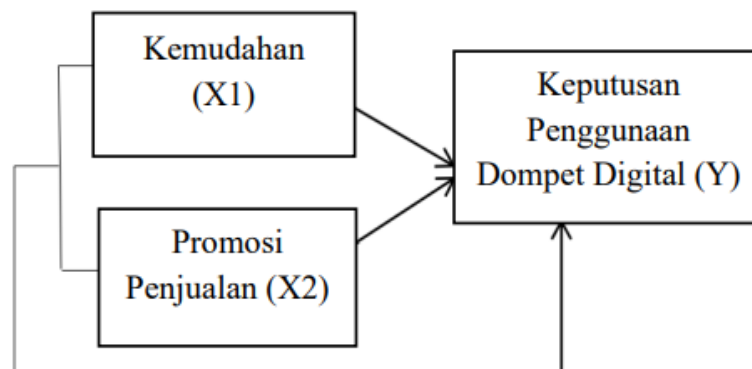 Kemudahan
(X1)
Promosi
Penjualan (X2)
Keputusan
Penggunaan
Dompet Digital (Y)